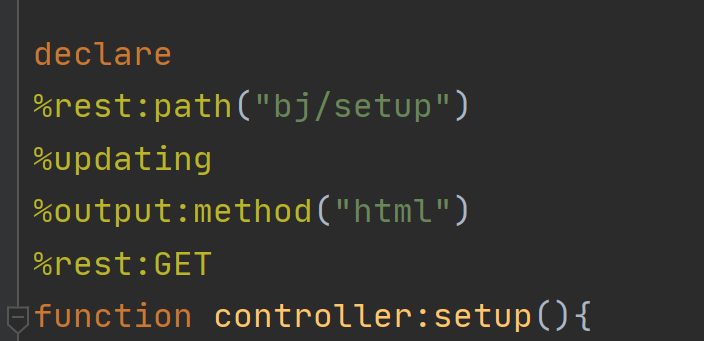 declare
%rest:path("bj/setup")
%updating
%output:method("html")
%rest:GET
function controller:setup(){